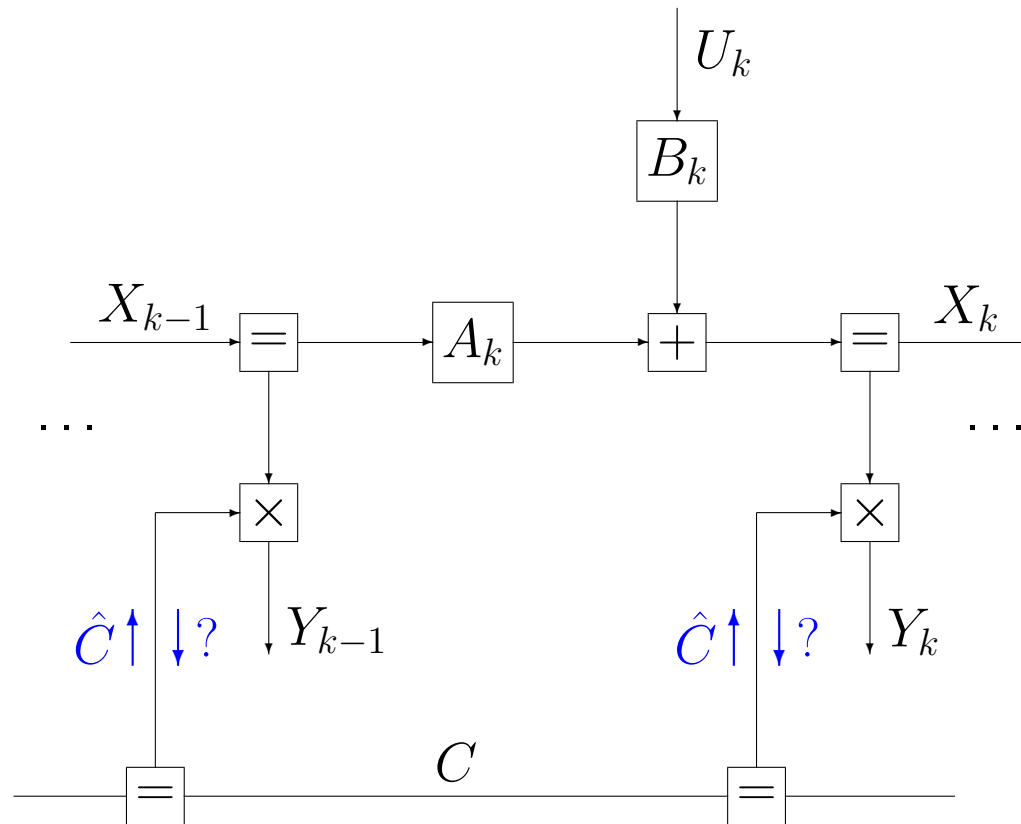 U_k
B_k
X_{k-1} = A_k + = X_k
. . . . . .
× ×
Ĉ ? Y_{k-1} Ĉ ? Y_k
C
= =